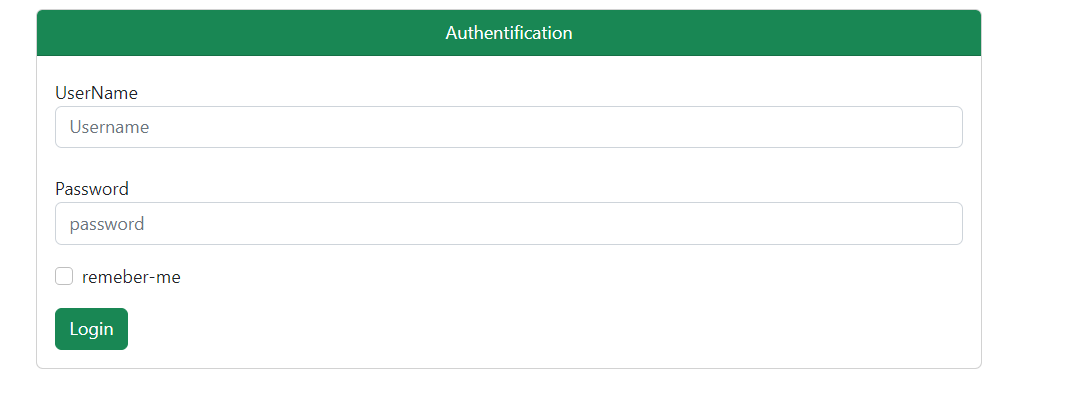 Authentification
UserName
Username
Password
password
remeber-me
Login